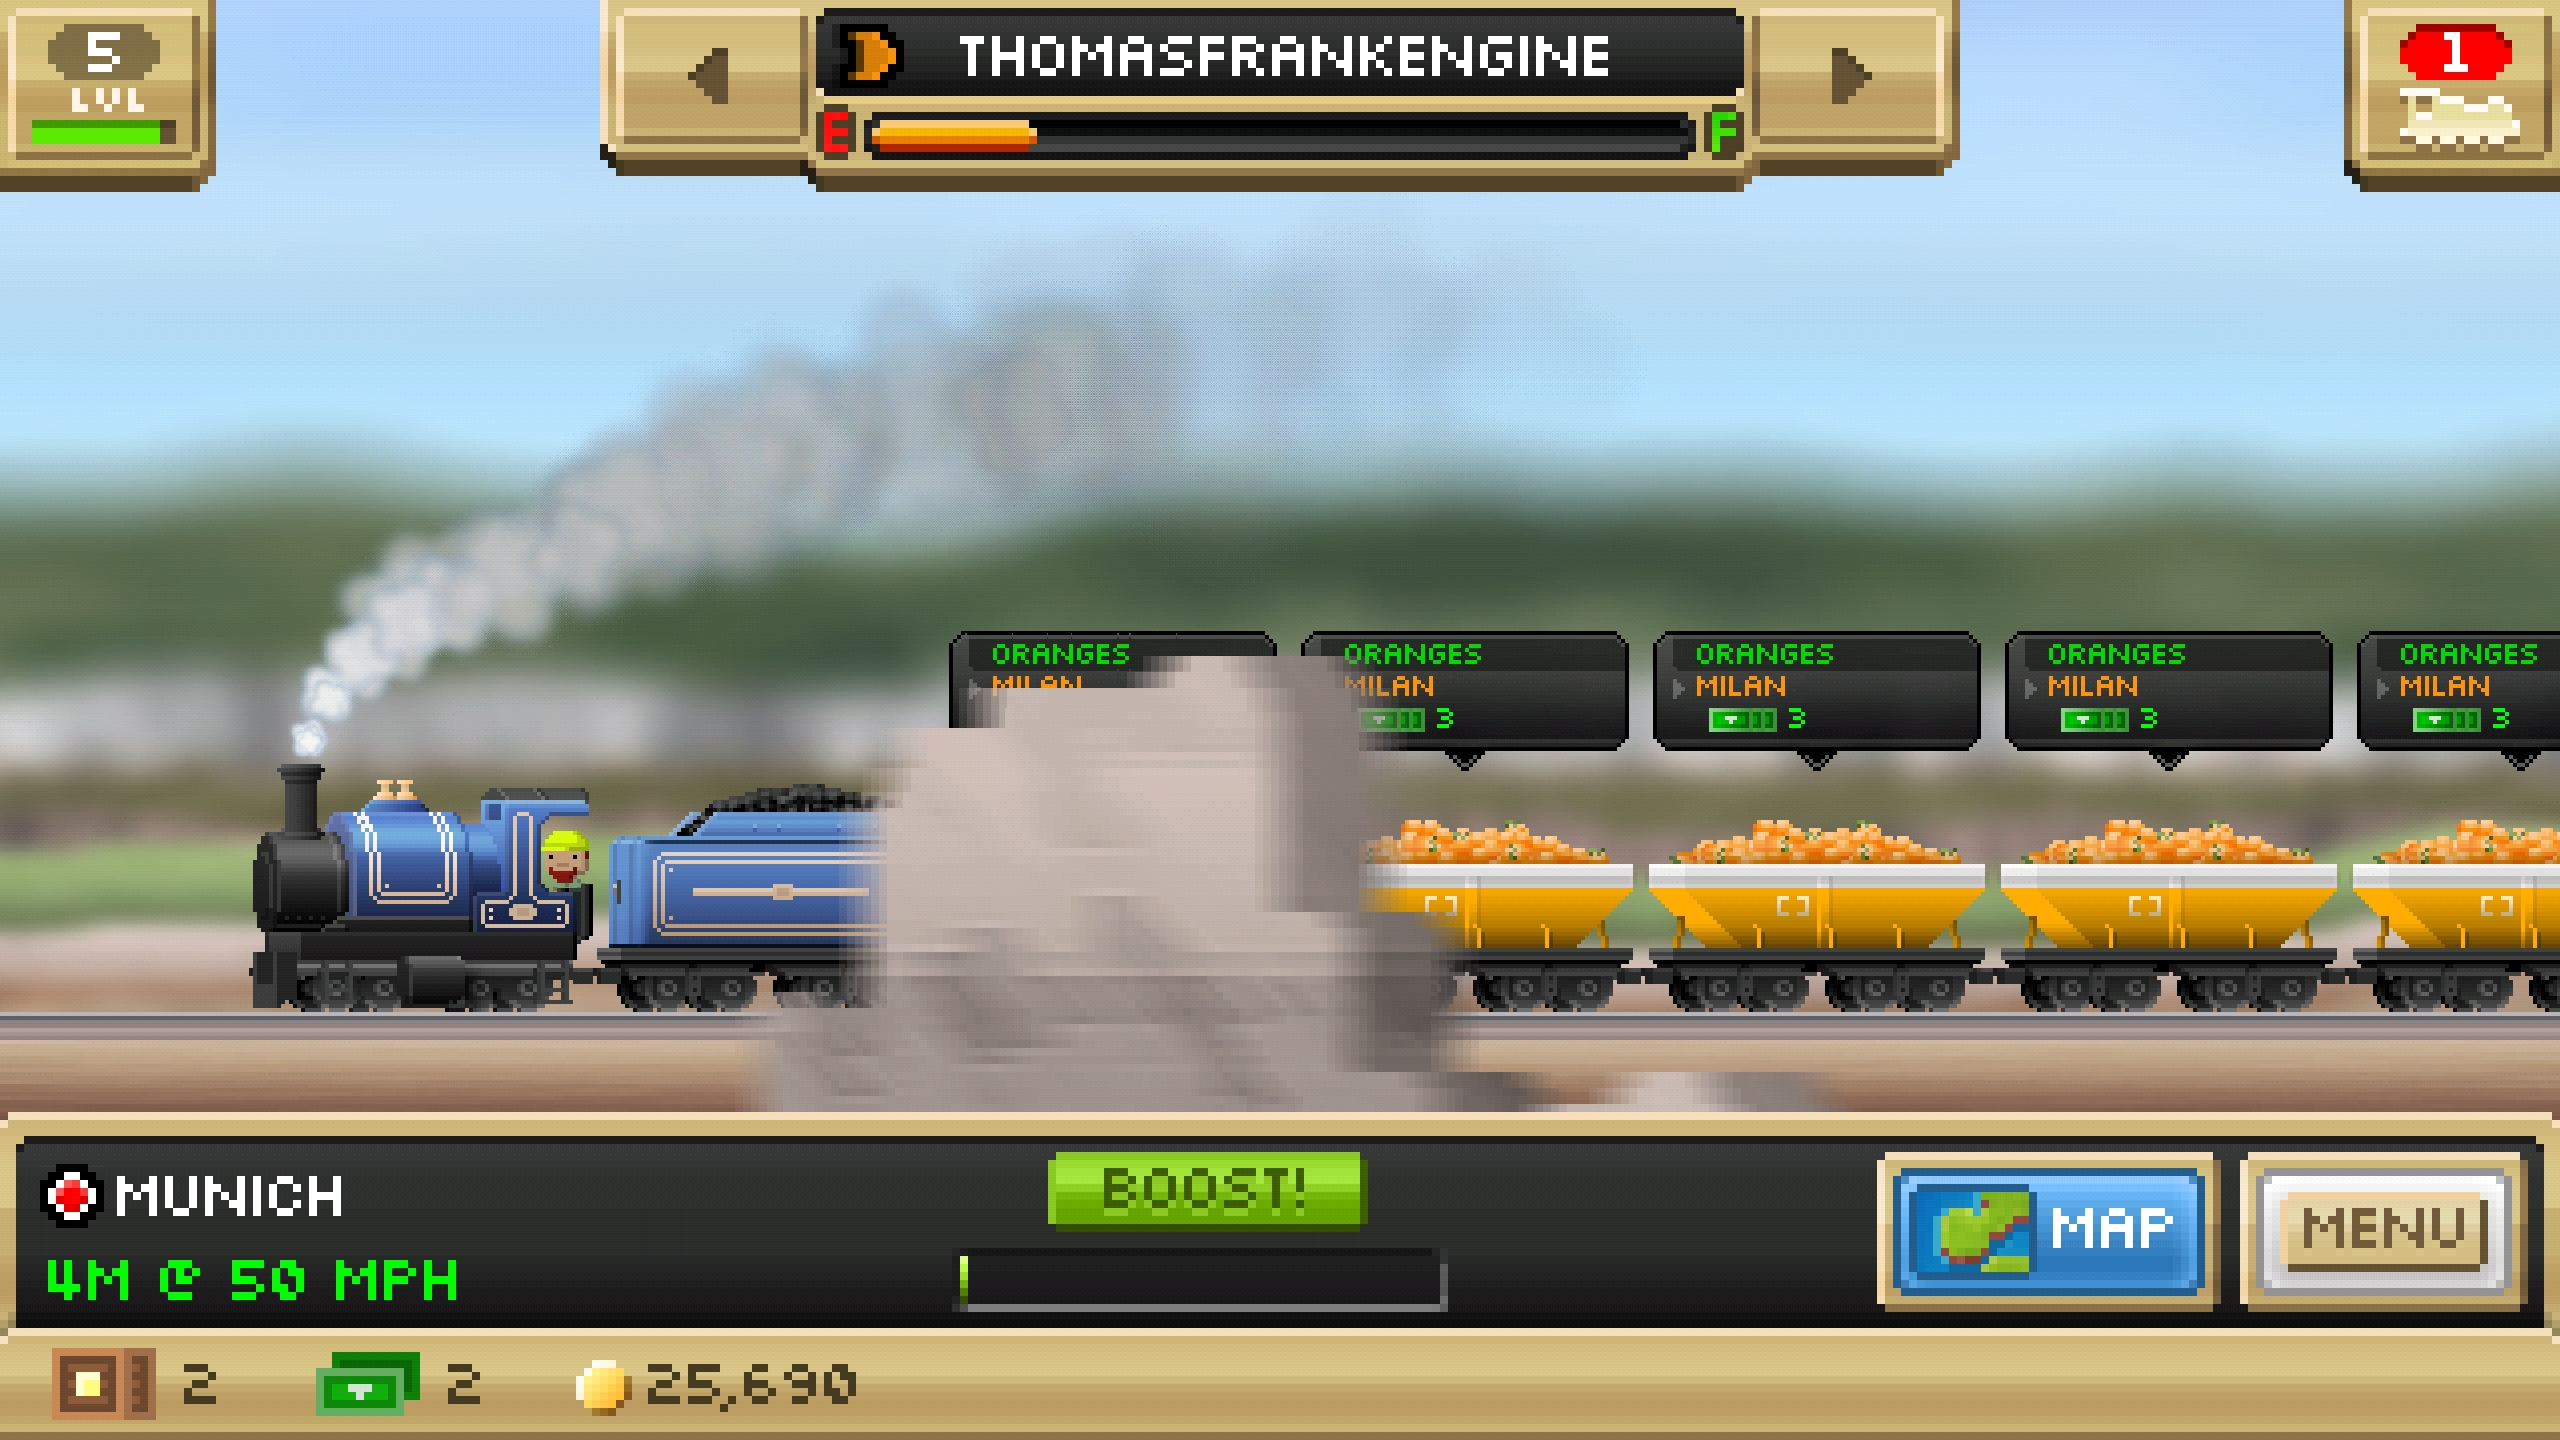 5
LVL
THOMASFRANKENGINE
E F
1
ORANGES
MILAN
ORANGES
MILAN
3
ORANGES
MILAN
3
ORANGES
MILAN
3
ORANGES
MILAN
3
MUNICH
4M @ 50 MPH
BOOST!
MAP
MENU
2
2
25,690